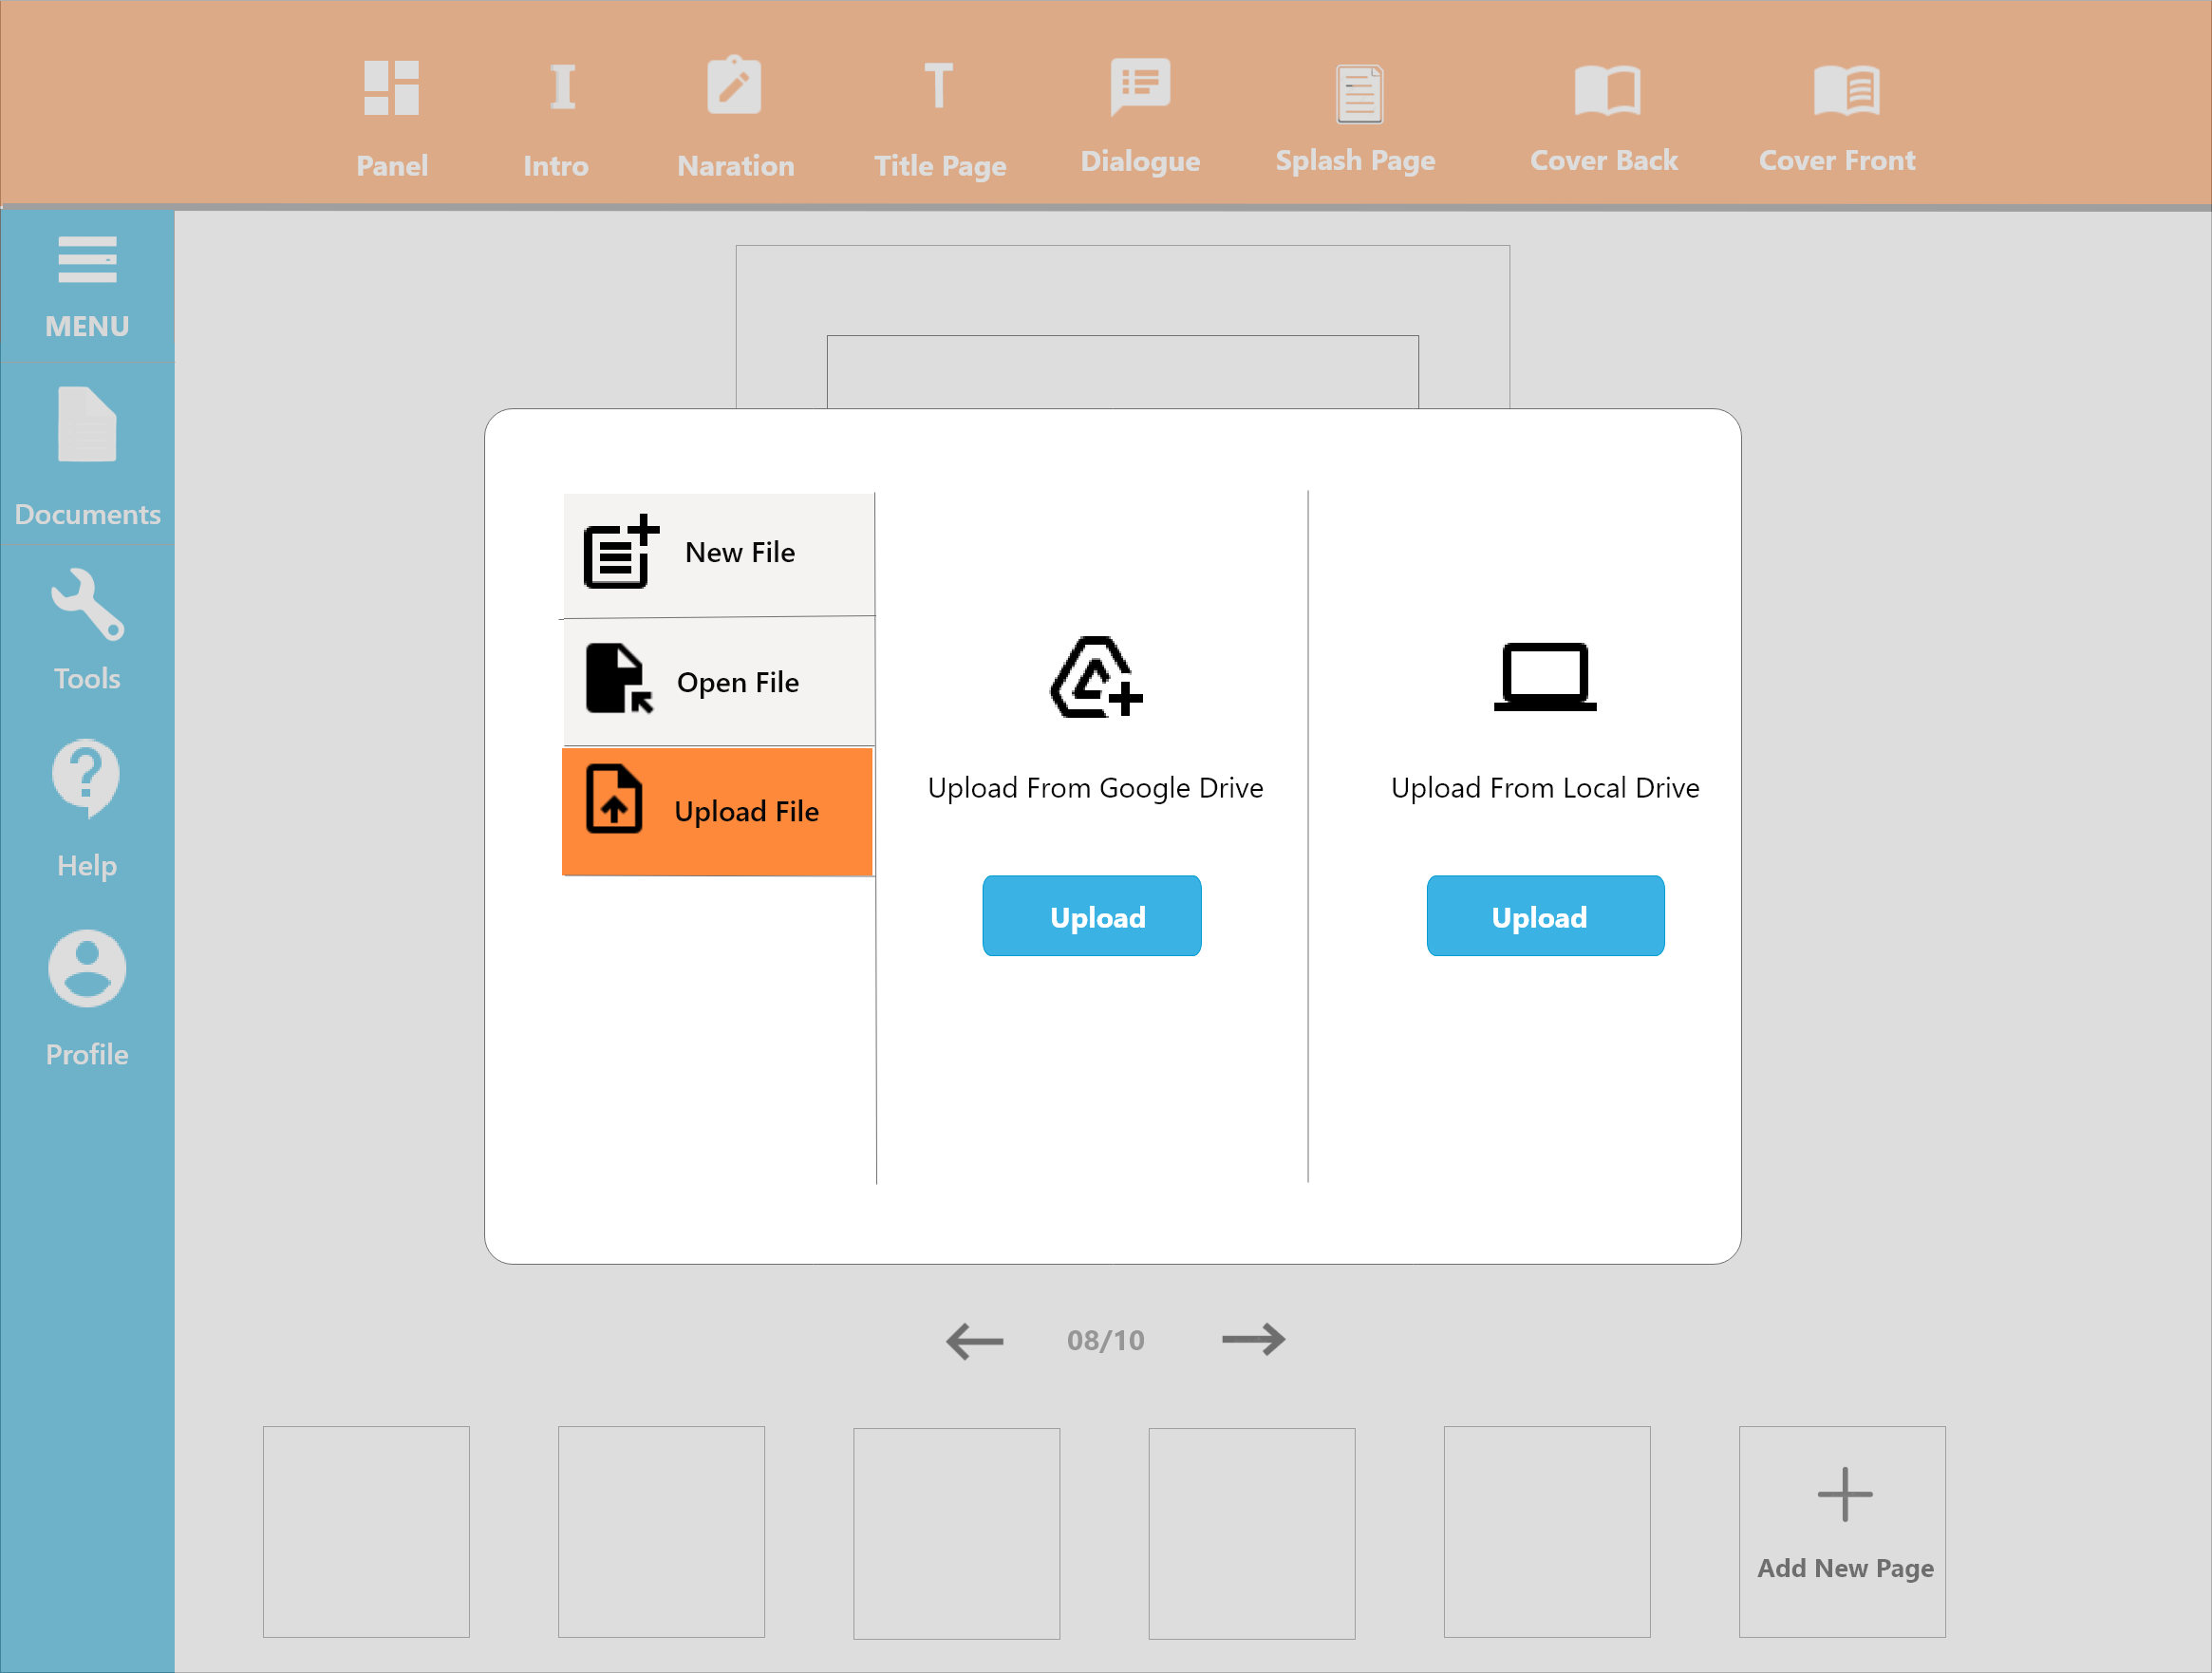 Panel
Intro
Naration
Title Page
Dialogue
Splash Page
Cover Back
Cover Front
MENU
Documents
Tools
Help
Profile
New File
Open File
Upload File
Upload From Google Drive
Upload
Upload From Local Drive
Upload
08/10
Add New Page